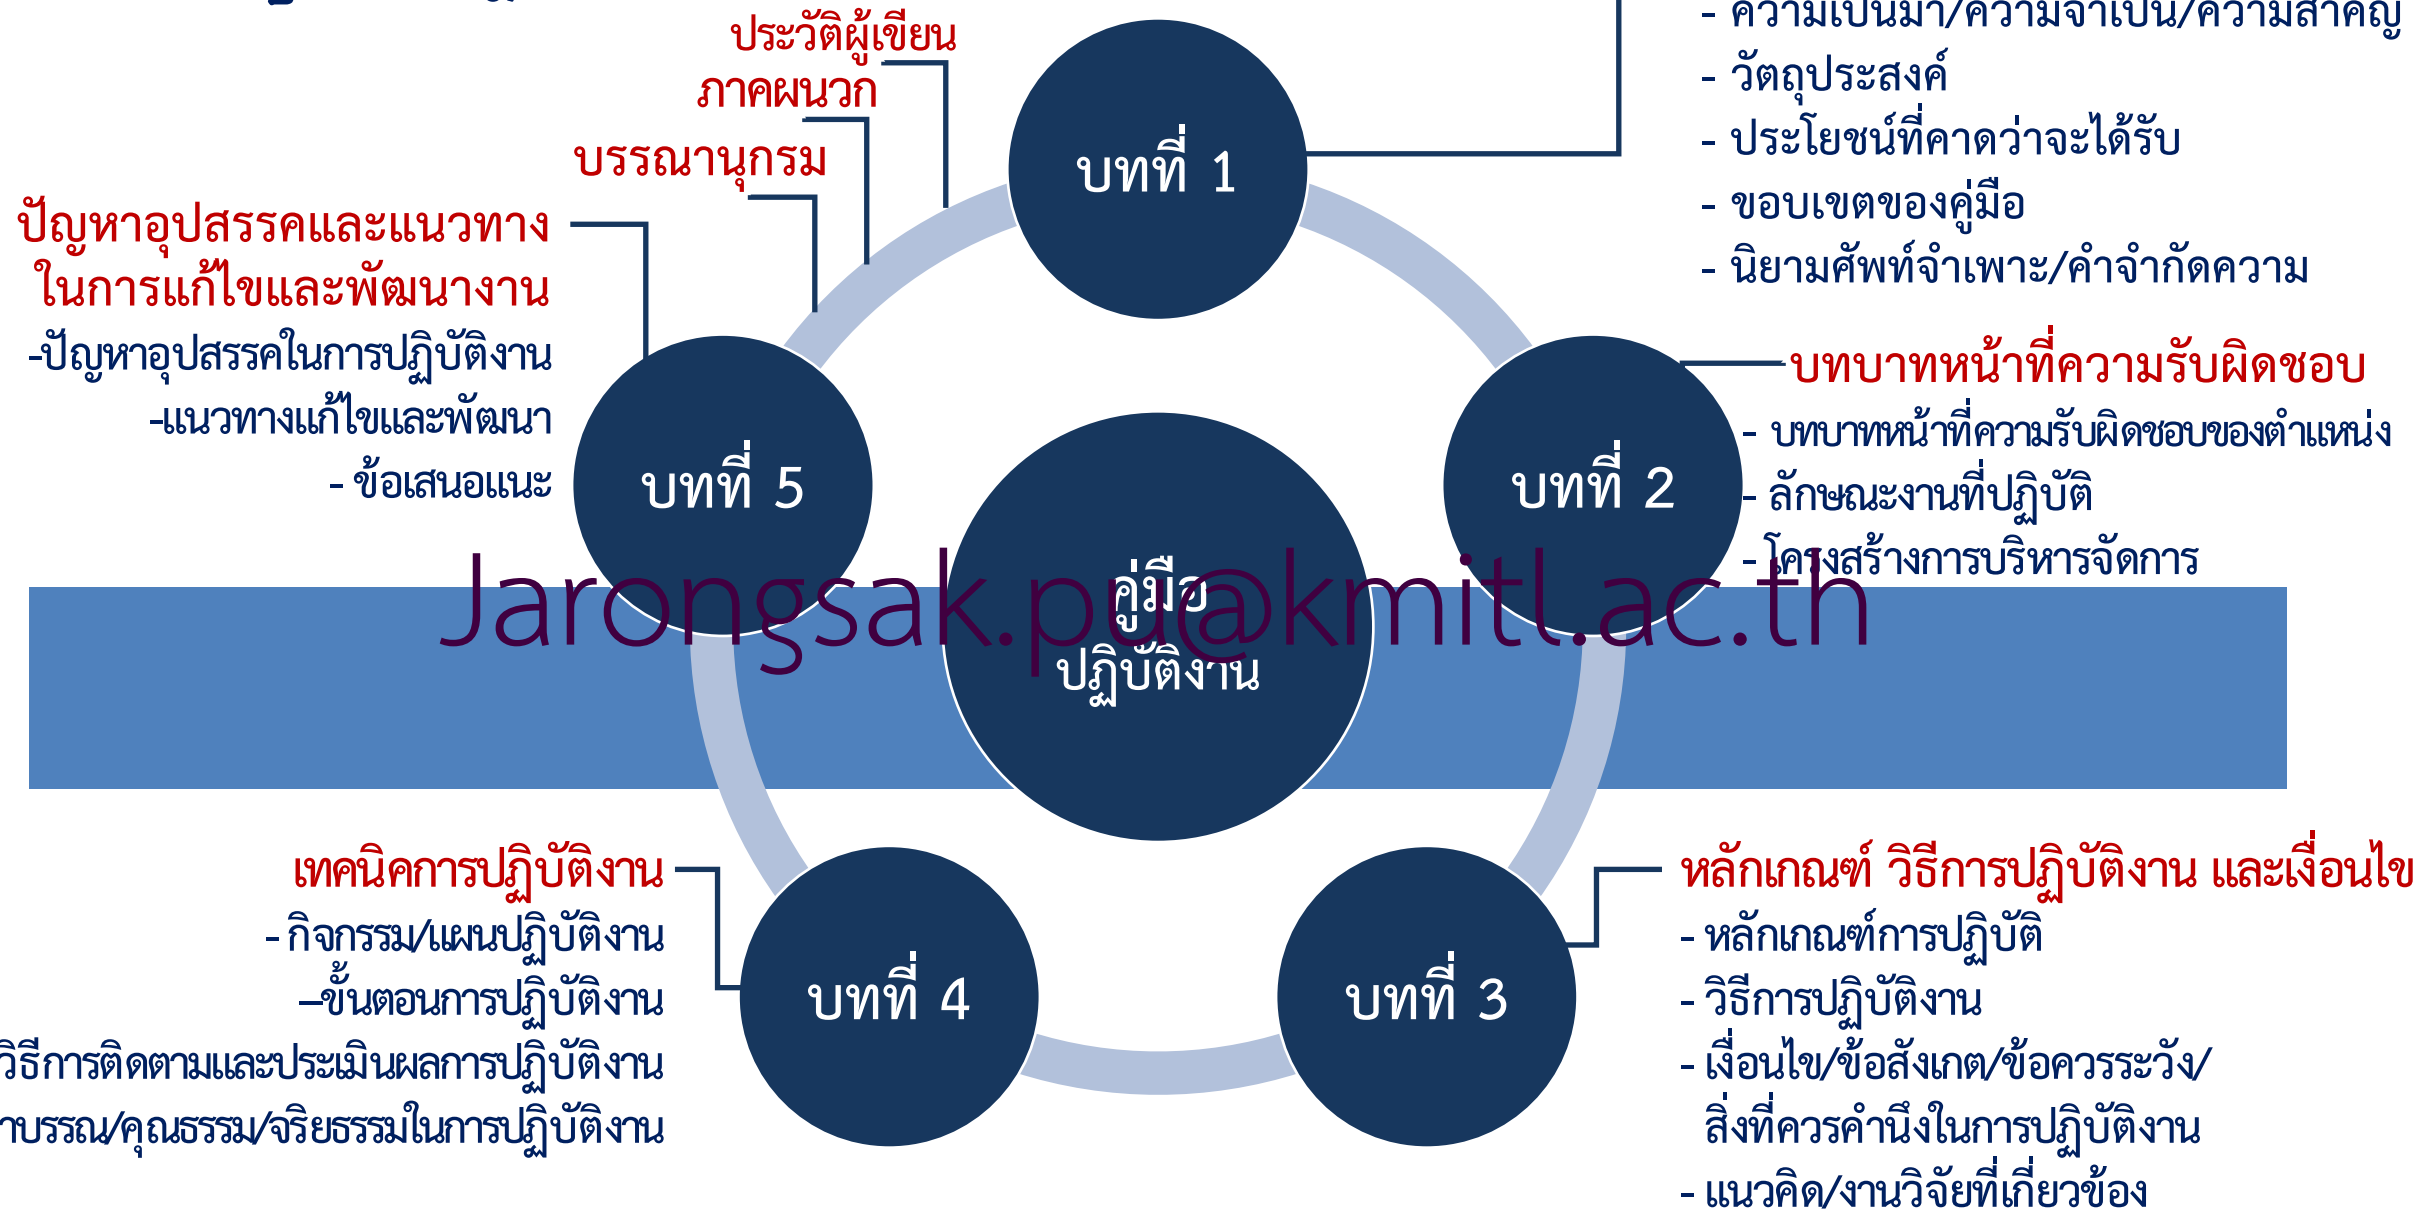 - ความเป็นมา/ความจำเป็น/ความสำคัญ
- วัตถุประสงค์
- ประโยชน์ที่คาดว่าจะได้รับ
- ขอบเขตของคู่มือ
- นิยามศัพท์จำเพาะ/คำจำกัดความ
บทที่ 1
ประวัติผู้เขียน
ภาคผนวก
บรรณานุกรม
บทบาทหน้าที่ความรับผิดชอบ
- บทบาทหน้าที่ความรับผิดชอบของตำแหน่ง
- ลักษณะงานที่ปฏิบัติ
- โครงสร้างการบริหารจัดการ
บทที่ 2
ปัญหาอุปสรรคและแนวทาง
ในการแก้ไขและพัฒนางาน
-ปัญหาอุปสรรคในการปฏิบัติงาน
-แนวทางแก้ไขและพัฒนา
- ข้อเสนอแนะ
บทที่ 5
คู่มือ
ปฏิบัติงาน
Jarongsak.pu@kmitl.ac.th
หลักเกณฑ์ วิธีการปฏิบัติงาน และเงื่อนไข
- หลักเกณฑ์การปฏิบัติ
- วิธีการปฏิบัติงาน
- เงื่อนไข/ข้อสังเกต/ข้อควรระวัง/
สิ่งที่ควรคำนึงในการปฏิบัติงาน
- แนวคิด/งานวิจัยที่เกี่ยวข้อง
บทที่ 3
เทคนิคการปฏิบัติงาน
- กิจกรรม/แผนปฏิบัติงาน
–ขั้นตอนการปฏิบัติงาน
วิธีการติดตามและประเมินผลการปฏิบัติงาน
าบรรณ/คุณธรรม/จริยธรรมในการปฏิบัติงาน
บทที่ 4